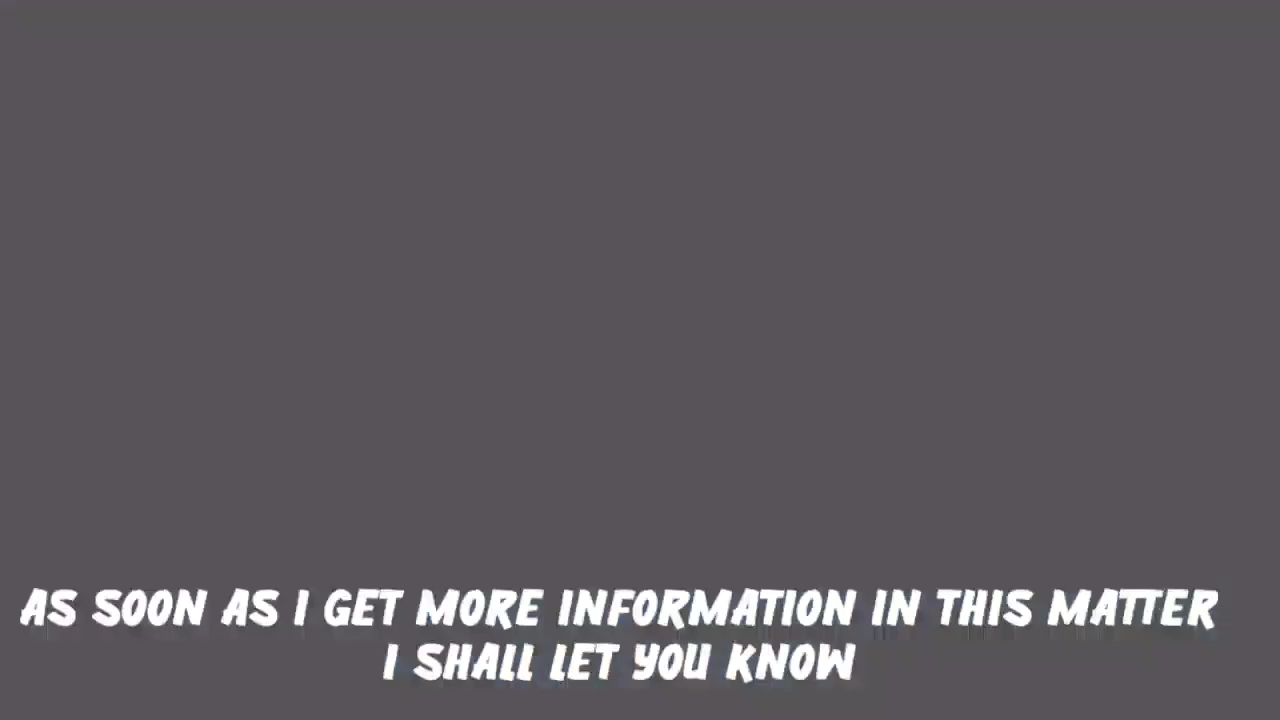 AS SOON AS I GET MORE INFORMATION IN THIS MATTER
I SHALL LET YOU KNOW